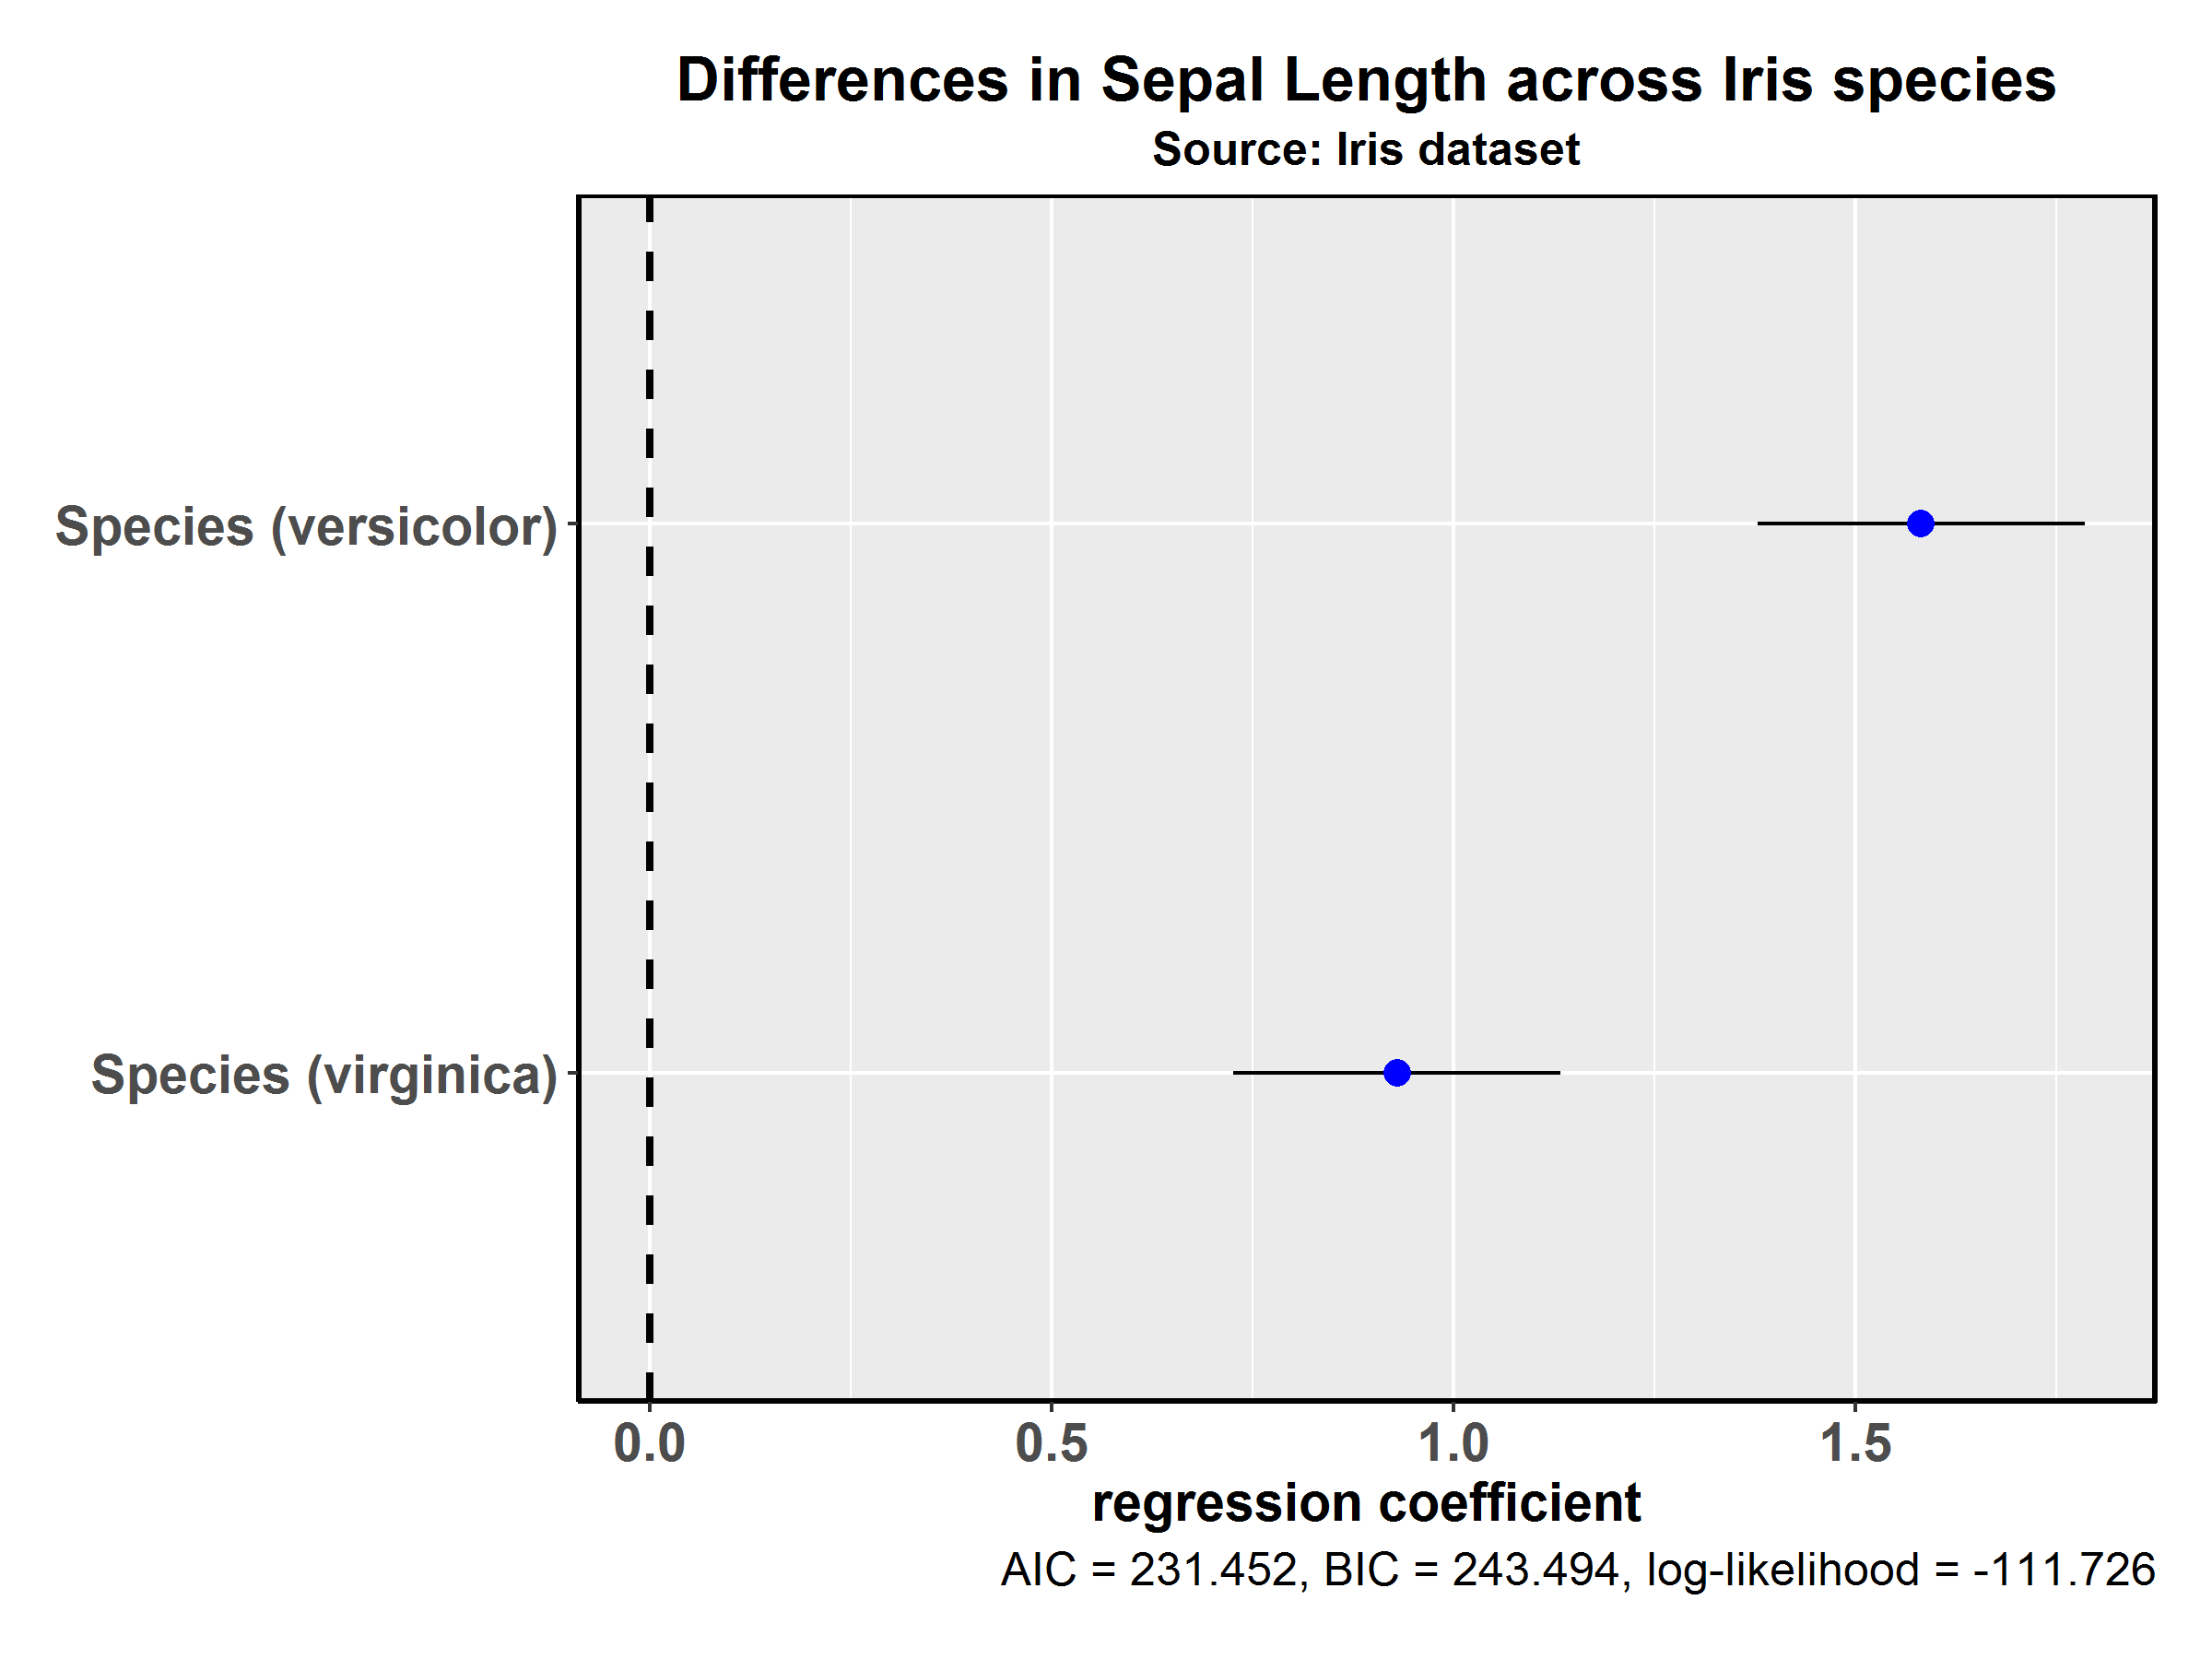 Differences in Sepal Length across Iris species
Source: Iris dataset
Species (versicolor)
Species (virginica)
0.0 0.5 1.0 1.5
regression coefficient
AIC = 231.452, BIC = 243.494, log-likelihood = -111.726